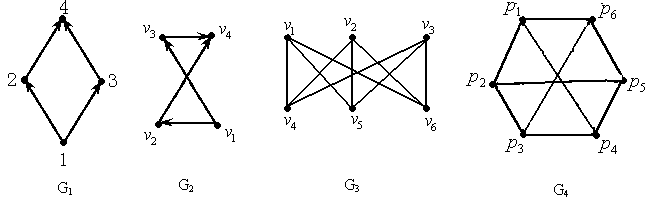 4
2
3
1
G₁
v₃
v₄
v₂
v₁
G₂
v₁
v₂
v₃
v₄
v₅
v₆
G₃
p₁
p₆
p₂
p₅
p₃
p₄
G₄